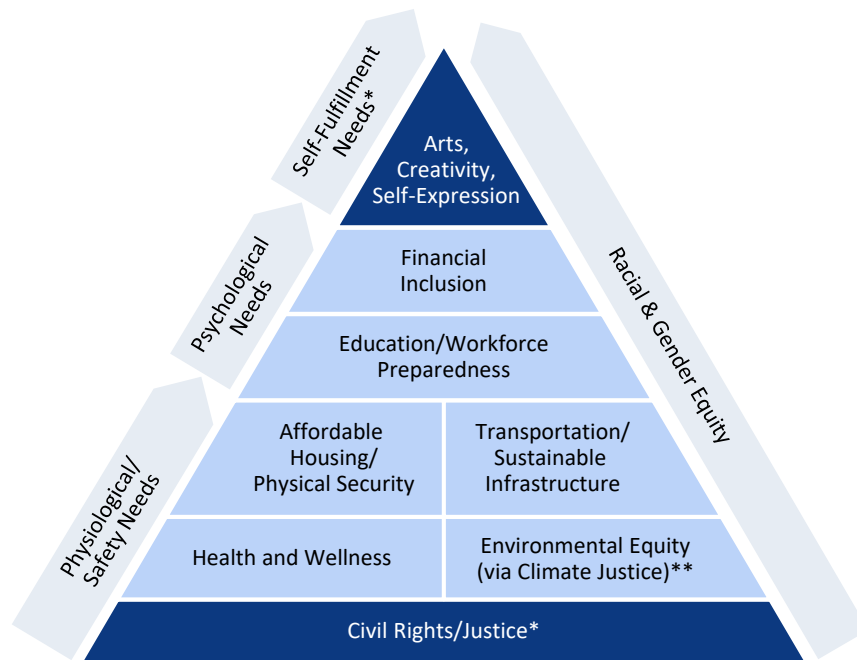 Self-Fulfillment
Needs*
Arts,
Creativity,
Self-Expression
Psychological
Needs
Financial
Inclusion
Education/Workforce
Preparedness
Racial & Gender Equity
Physiological/
Safety Needs
Affordable
Housing/
Physical Security
Transportation/
Sustainable
Infrastructure
Health and Wellness
Environmental Equity
(via Climate Justice)**
Civil Rights/Justice*